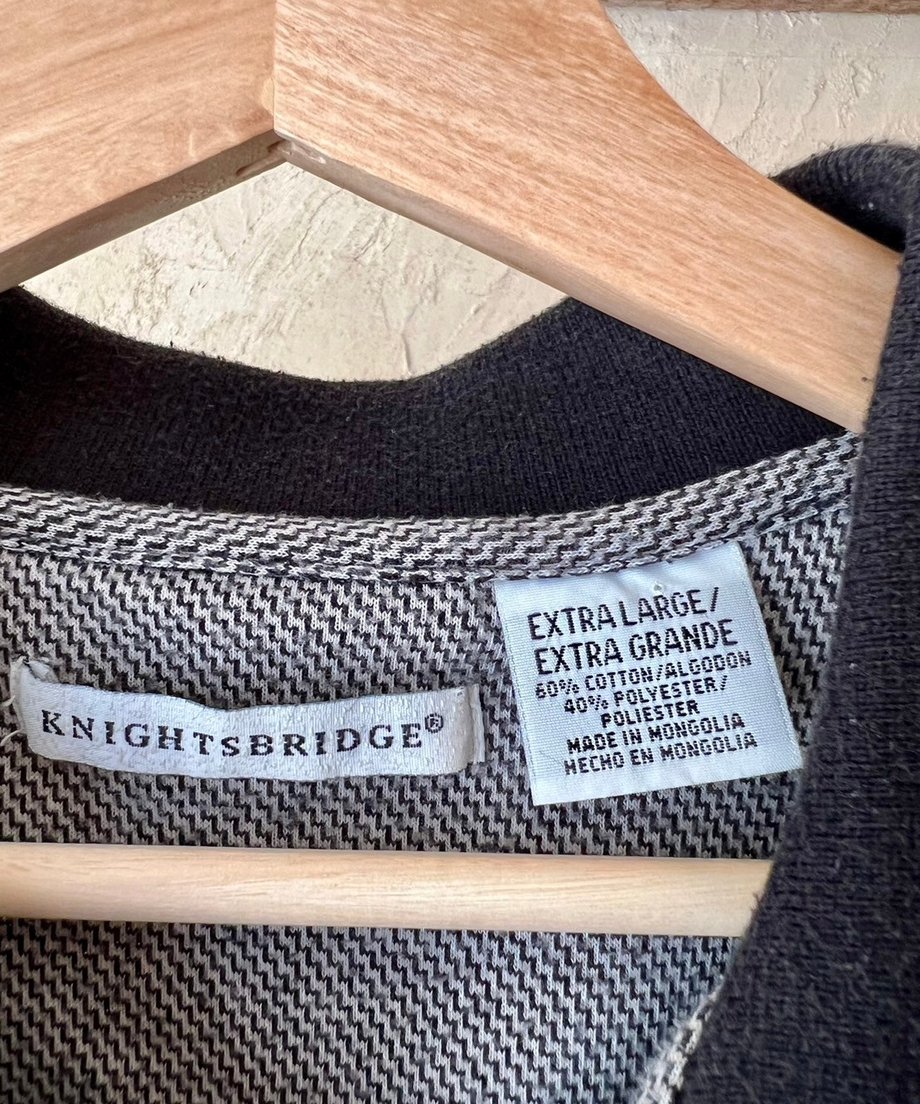 KNIGHTSBRIDGE®
EXTRA LARGE/
EXTRA GRANDE
60% COTTON/ALGODON
40% POLYESTER/
POLIESTER
MADE IN MONGOLIA
HECHO EN MONGOLIA